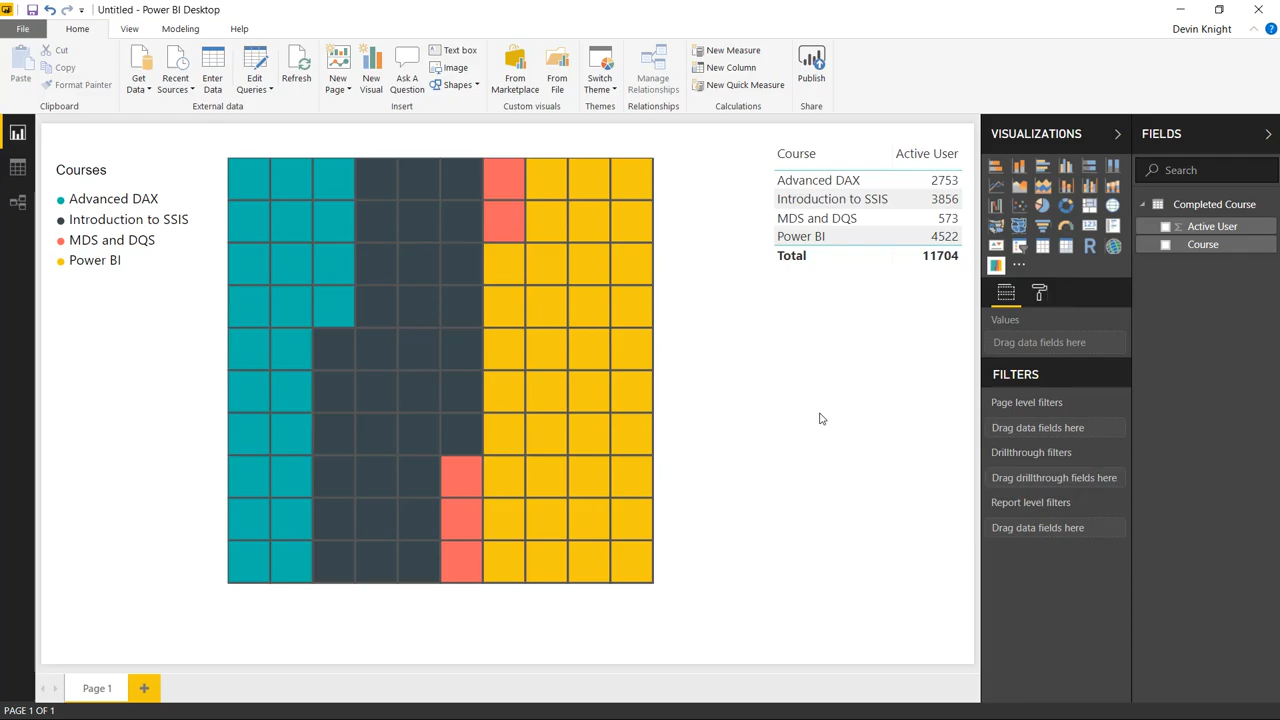 Untitled - Power BI Desktop
Devin Knight
File
Home
View
Modeling
Help
Paste
Cut
Copy
Format Painter
Clipboard
Get Data
Recent Sources
Enter Data
Edit Queries
Refresh
External data
New Page
New Visual
Ask A Question
Text box
Image
Shapes
Insert
From Marketplace
From File
Custom visuals
Switch Theme
Themes
Manage Relationships
Relationships
New Measure
New Column
New Quick Measure
Calculations
Publish
Share
Courses
Advanced DAX
Introduction to SSIS
MDS and DQS
Power BI
Course Active User
Advanced DAX 2753
Introduction to SSIS 3856
MDS and DQS 573
Power BI 4522
Total 11704
VISUALIZATIONS
R
Values
Drag data fields here
FILTERS
Page level filters
Drag data fields here
Drillthrough filters
Drag drillthrough fields here
Report level filters
Drag data fields here
FIELDS
Search
Completed Course
Σ Active User
Course
Page 1
PAGE 1 OF 1